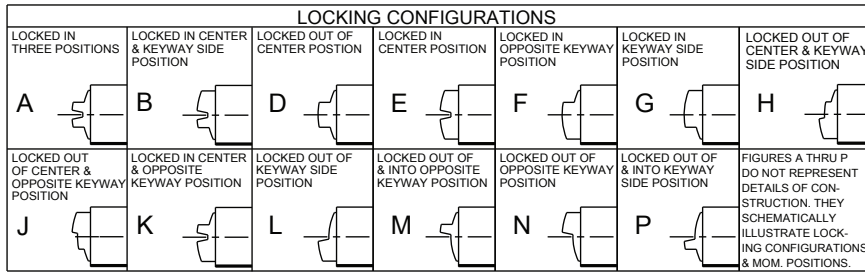 LOCKING CONFIGURATIONS
LOCKED IN
THREE POSITIONS
A
LOCKED IN CENTER
& KEYWAY SIDE
POSITION
B
LOCKED OUT OF
CENTER POSTION
D
LOCKED IN
CENTER POSITION
E
LOCKED IN
OPPOSITE KEYWAY
POSITION
F
LOCKED IN
KEYWAY SIDE
POSITION
G
LOCKED OUT OF
CENTER & KEYWAY
SIDE POSITION
H
LOCKED OUT
OF CENTER &
OPPOSITE KEYWAY
POSITION
J
LOCKED IN CENTER
& OPPOSITE
KEYWAY POSITION
K
LOCKED OUT OF
KEYWAY SIDE
POSITION
L
LOCKED OUT OF
& INTO OPPOSITE
KEYWAY POSITION
M
LOCKED OUT OF
OPPOSITE KEYWAY
POSITION
N
LOCKED OUT OF
& INTO KEYWAY
SIDE POSITION
P
FIGURES A THRU P
DO NOT REPRESENT
DETAILS OF CON-
STRUCTION. THEY
SCHEMATICALLY
ILLUSTRATE LOCK-
ING CONFIGURATIONS
& MOM. POSITIONS.